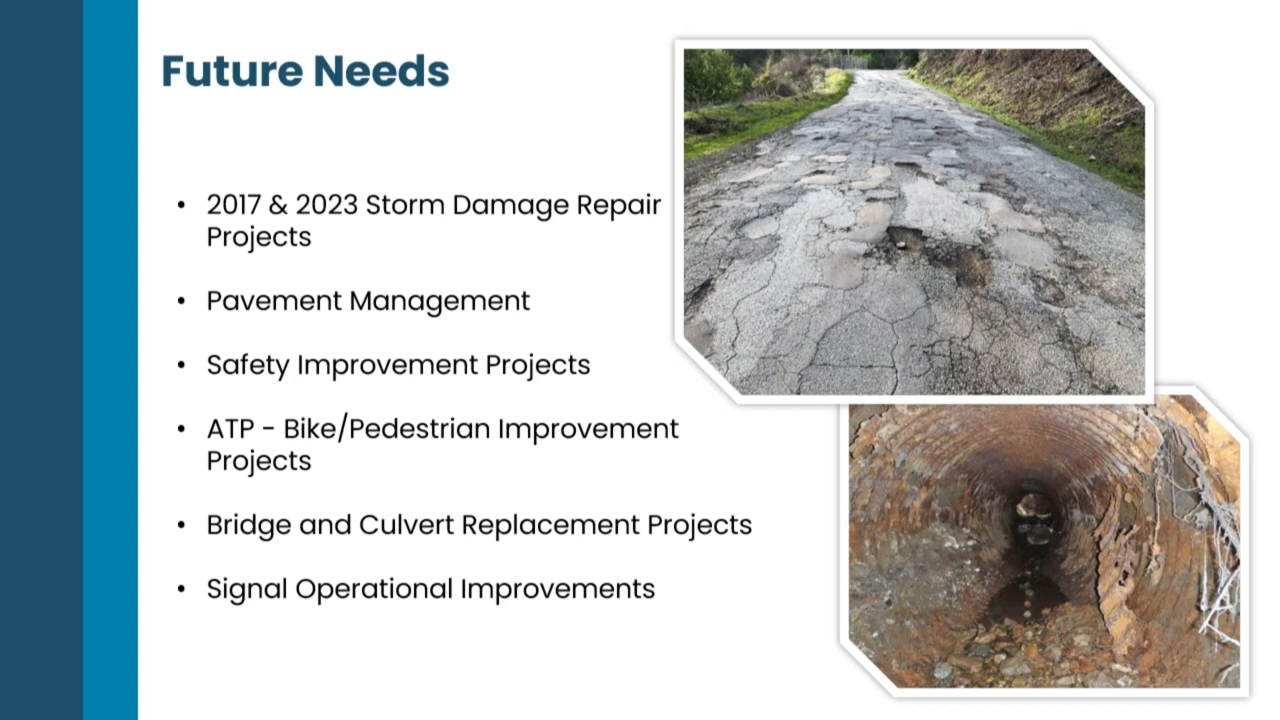 Future Needs
• 2017 & 2023 Storm Damage Repair
Projects
• Pavement Management
• Safety Improvement Projects
• ATP - Bike/Pedestrian Improvement
Projects
• Bridge and Culvert Replacement Projects
• Signal Operational Improvements